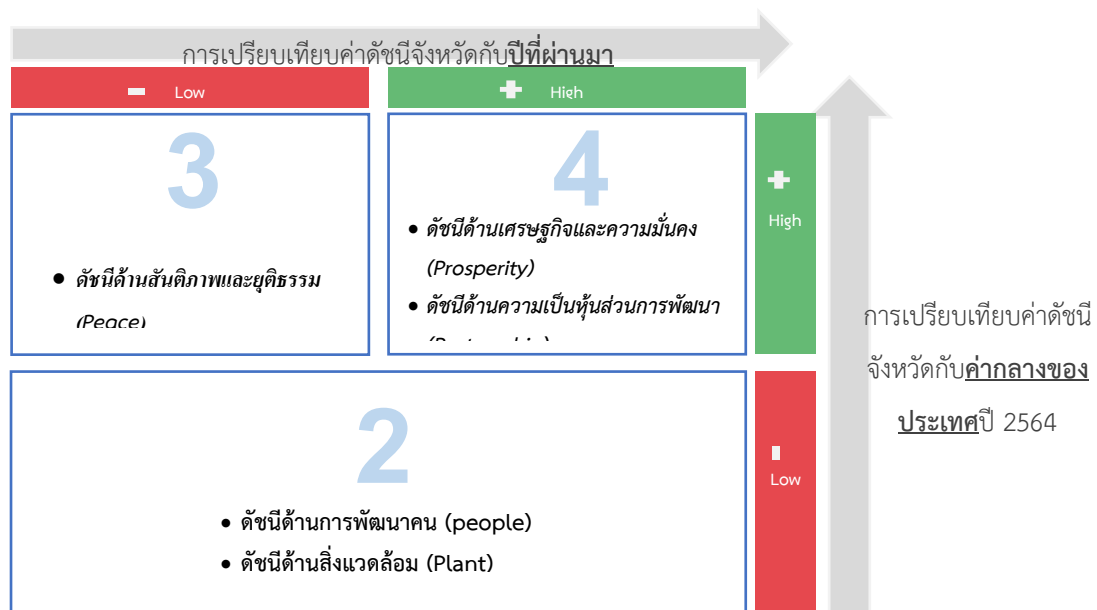 การเปรียบเทียบค่าดัชนีจังหวัดกับปีที่ผ่านมา
Low
High
3
4
• ดัชนีด้านสันติภาพและยุติธรรม
(Peace)
• ดัชนีด้านเศรษฐกิจและความมั่นคง
(Prosperity)
• ดัชนีด้านความเป็นหุ้นส่วนการพัฒนา
High
การเปรียบเทียบค่าดัชนี
จังหวัดกับค่ากลางของ
ประเทศปี 2564
2
• ดัชนีด้านการพัฒนาคน (people)
• ดัชนีด้านสิ่งแวดล้อม (Plant)
Low